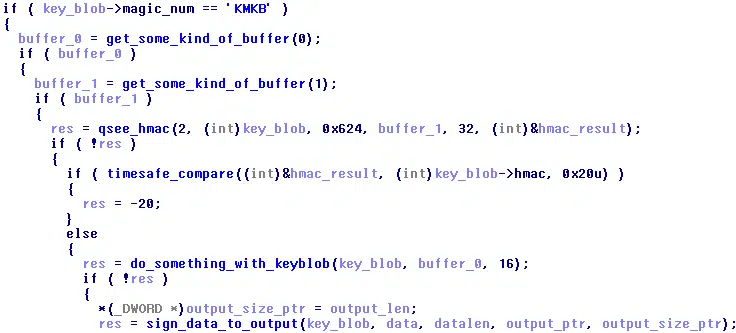 if ( key_blob->magic_num == 'KMKB' )
{
buffer_0 = get_some_kind_of_buffer(0);
if ( buffer_0 )
{
buffer_1 = get_some_kind_of_buffer(1);
if ( buffer_1 )
{
res = qsee_hmac(2, (int)key_blob, 0x624, buffer_1, 32, (int)&hmac_result);
if ( !res )
{
if ( timesafe_compare((int)&hmac_result, (int)key_blob->hmac, 0x20u) )
{
res = -20;
}
else
{
res = do_something_with_keyblob(key_blob, buffer_0, 16);
if ( !res )
{
*(_DWORD *)output_size_ptr = output_len;
res = sign_data_to_output(key_blob, data, datalen, output_ptr, output_size_ptr);